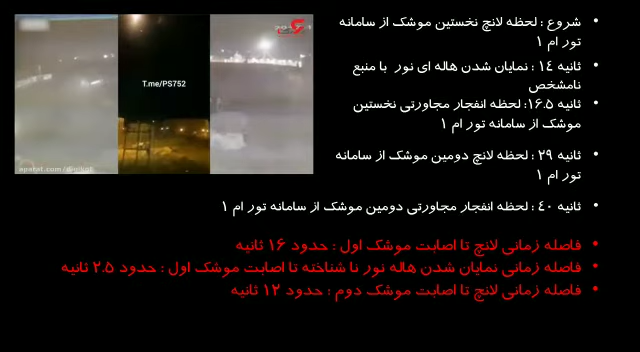 شروع : لحظه لانچ نخستین موشک از سامانه
تور ام ۱
ثانیه ۱۴ : نمایان شدن هاله ای نور با منبع
نامشخص
ثانیه ۱۶.۵: لحظه انفجار مجاورتی نخستین
موشک از سامانه تور ام ۱
ثانیه ۲۹ : لحظه لانچ دومین موشک از سامانه
تور ام ۱
ثانیه ۴۰ : لحظه انفجار مجاورتی دومین موشک از سامانه تور ام ۱
فاصله زمانی لانچ تا اصابت موشک اول : حدود ۱۶ ثانیه
فاصله زمانی نمایان شدن هاله نور نا شناخته تا اصابت موشک اول : حدود ۲.۵ ثانیه
فاصله زمانی لانچ تا اصابت موشک دوم : حدود ۱۲ ثانیه
T.me/PS752